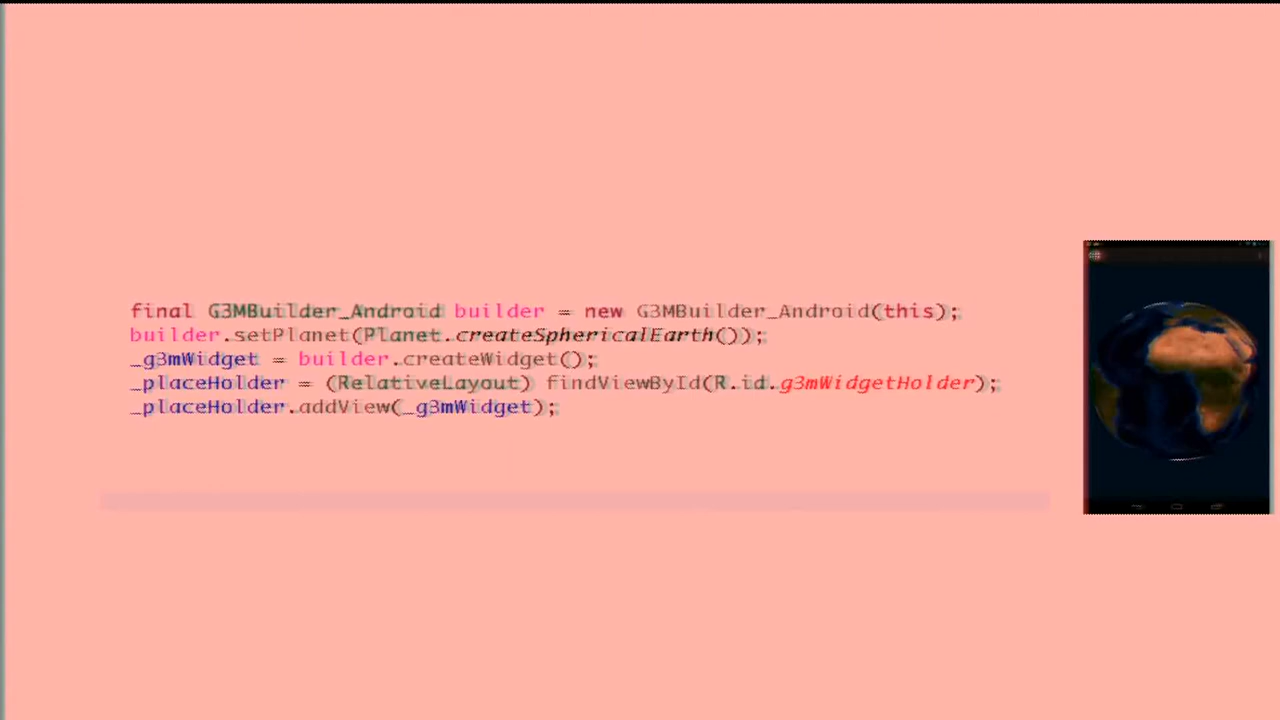 final G3MBuilder_Android builder = new G3MBuilder_Android(this);
builder.setPlanet(Planet.createSphericalEarth());
_g3mWidget = builder.createWidget();
_placeHolder = (RelativeLayout) findViewById(R.id.g3mWidgetHolder);
_placeHolder.addView(_g3mWidget);